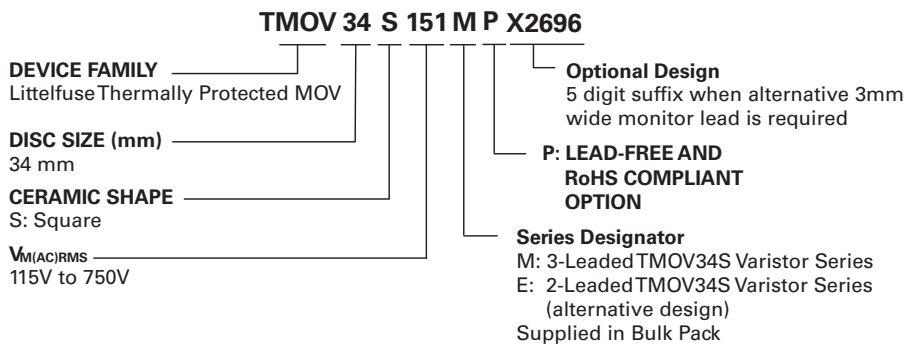 TMOV 34 S 151 M P X2696
DEVICE FAMILY
Littelfuse Thermally Protected MOV
DISC SIZE (mm)
34 mm
CERAMIC SHAPE
S: Square
VM(AC)RMS
115V to 750V
Optional Design
5 digit suffix when alternative 3mm
wide monitor lead is required
P: LEAD-FREE AND
RoHS COMPLIANT
OPTION
Series Designator
M: 3-Leaded TMOV34S Varistor Series
E: 2-Leaded TMOV34S Varistor Series
(alternative design)
Supplied in Bulk Pack